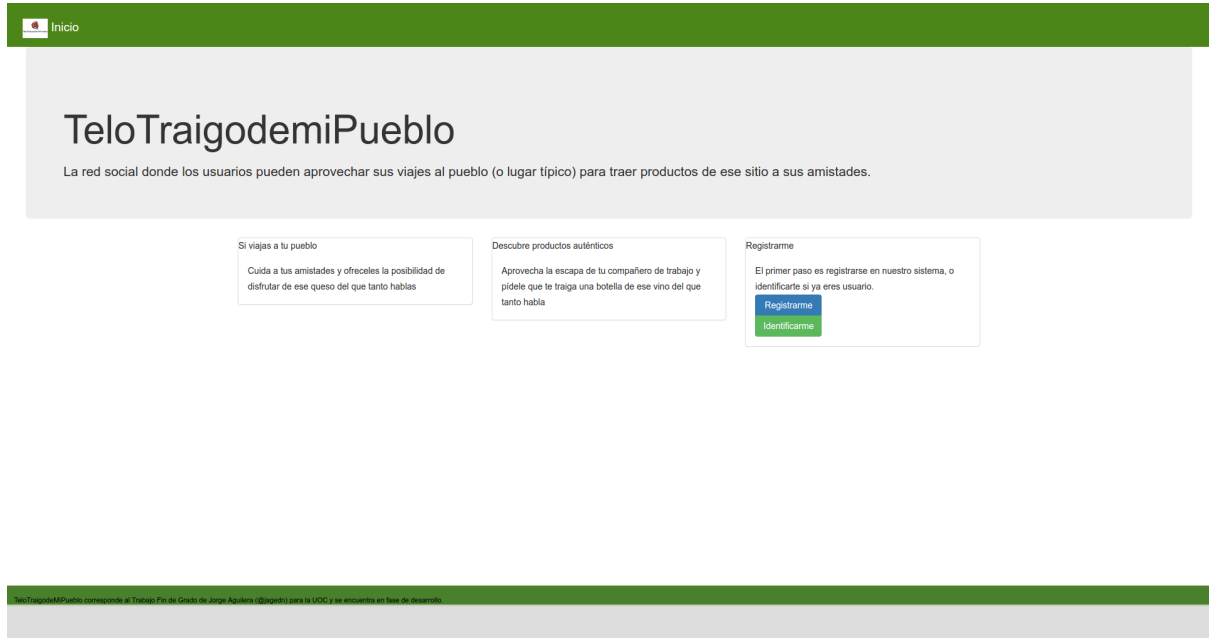 Inicio
TeloTraigodemiPueblo
La red social donde los usuarios pueden aprovechar sus viajes al pueblo (o lugar típico) para traer productos de ese sitio a sus amistades.
Si viajas a tu pueblo
Cuida a tus amistades y ofreceles la posibilidad de
disfrutar de ese queso del que tanto hablas
Descubre productos auténticos
Aprovecha la escapa de tu compañero de trabajo y
pídele que te traiga una botella de ese vino del que
tanto habla
Registrarme
El primer paso es registrarse en nuestro sistema, o
identificarte si ya eres usuario.
Registrarme
Identificarme
TeloTraigodeMiPueblo corresponde al Trabajo Fin de Grado de Jorge Aguilera (@jagedn) para la UOC y se encuentra en fase de desarrollo.